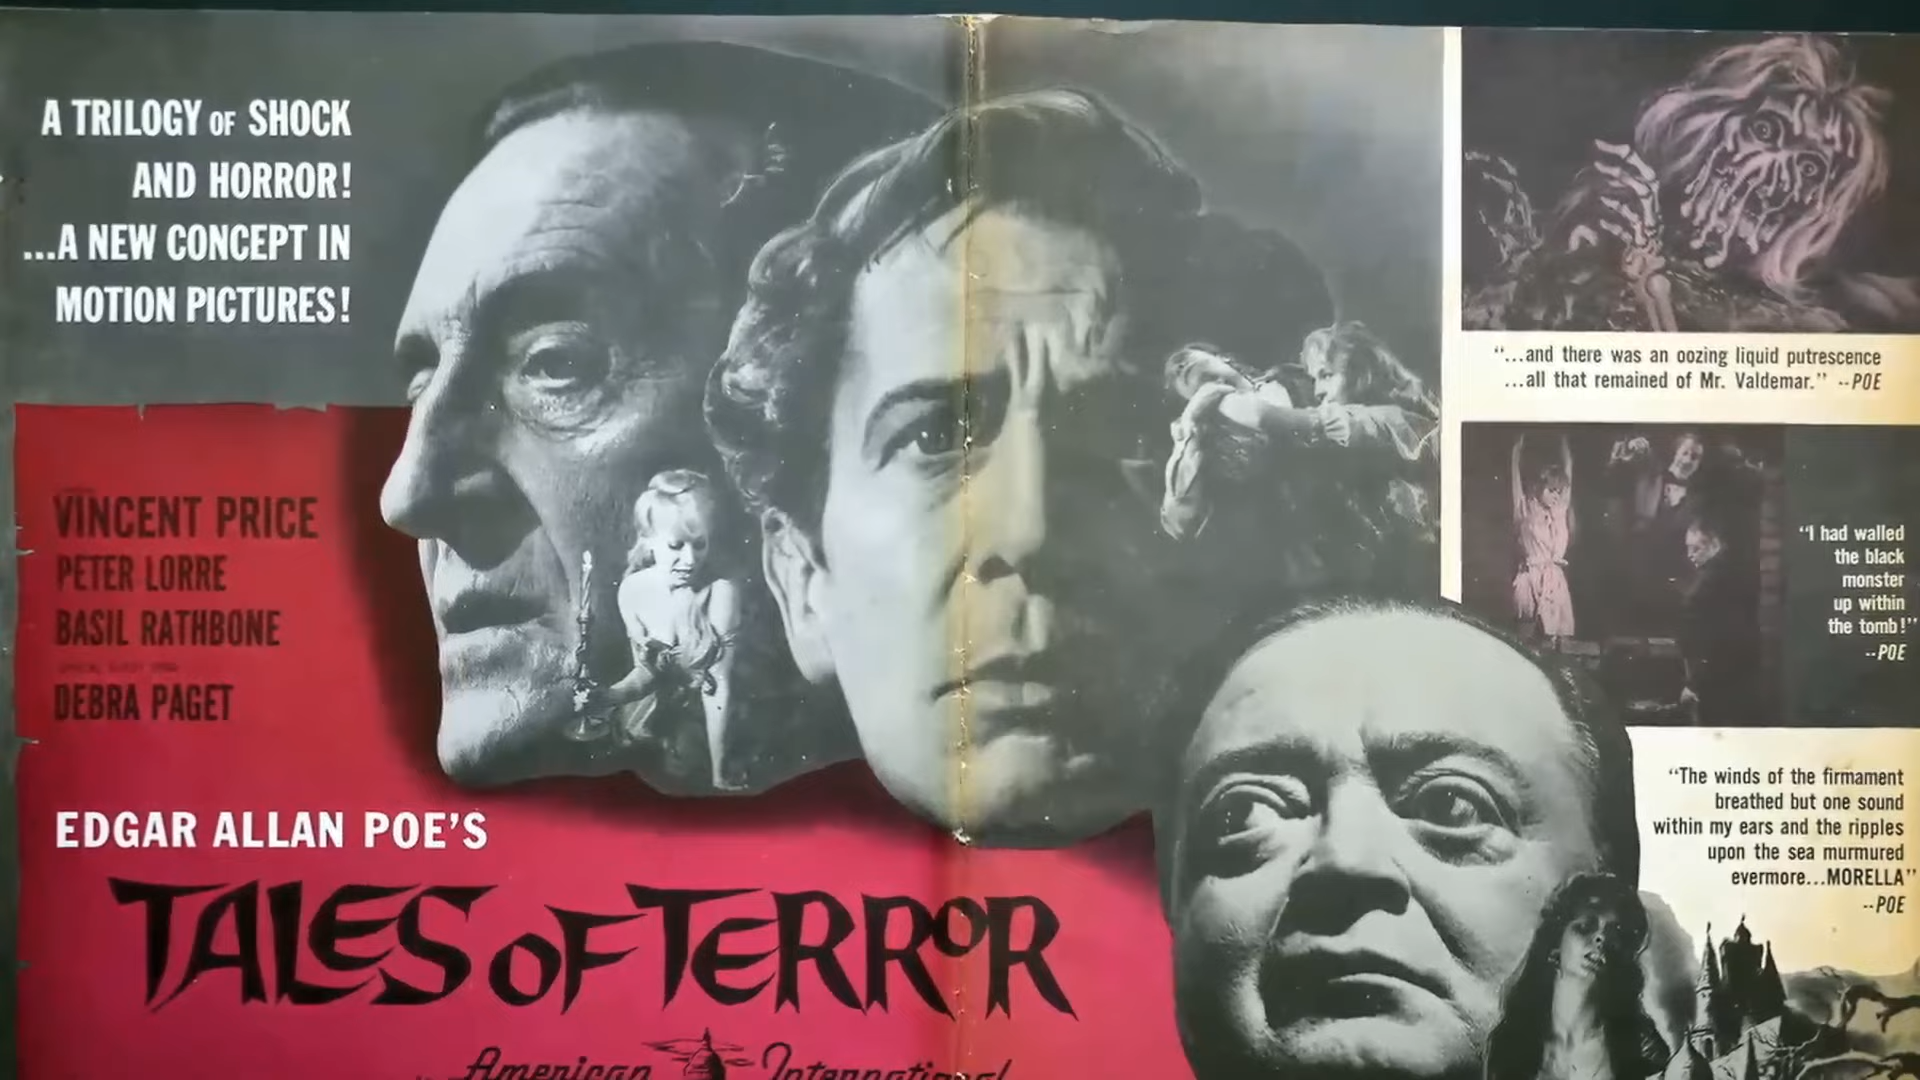 A TRILOGY OF SHOCK
AND HORROR!
...A NEW CONCEPT IN
MOTION PICTURES!
VINCENT PRICE
PETER LORRE
BASIL RATHBONE
DEBRA PAGET
EDGAR ALLAN POE'S
TALES OF TERROR
American International
"...and there was an oozing liquid putrescence
...all that remained of Mr. Valdemar." --POE
"I had walled
the black
monster
up within
the tomb!"
--POE
"The winds of the firmament
breathed but one sound
within my ears and the ripples
upon the sea murmured
evermore...MORELLA"
--POE